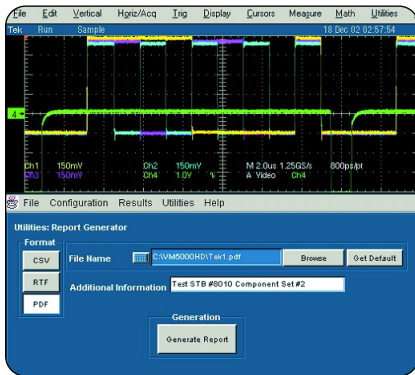 File Edit Vertical Horiz/Acq Trig Display Cursors Measure Math Utilities
Tek Run Sample 18 Dec 02 02:57:54
4
Ch1 150mV Ch2 150mV M 2.0us 1.25GS/s 800ps/pt
Ch3 150mV Ch4 1.0V A Video Ch4
File Configuration Results Utilities Help
Utilities: Report Generator
Format
CSV
File Name C:\VM5000HD\Tek1.pdf Browse Get Default
RTF
Additional Information Test STB #8010 Component Set #2
PDF
Generation
Generate Report